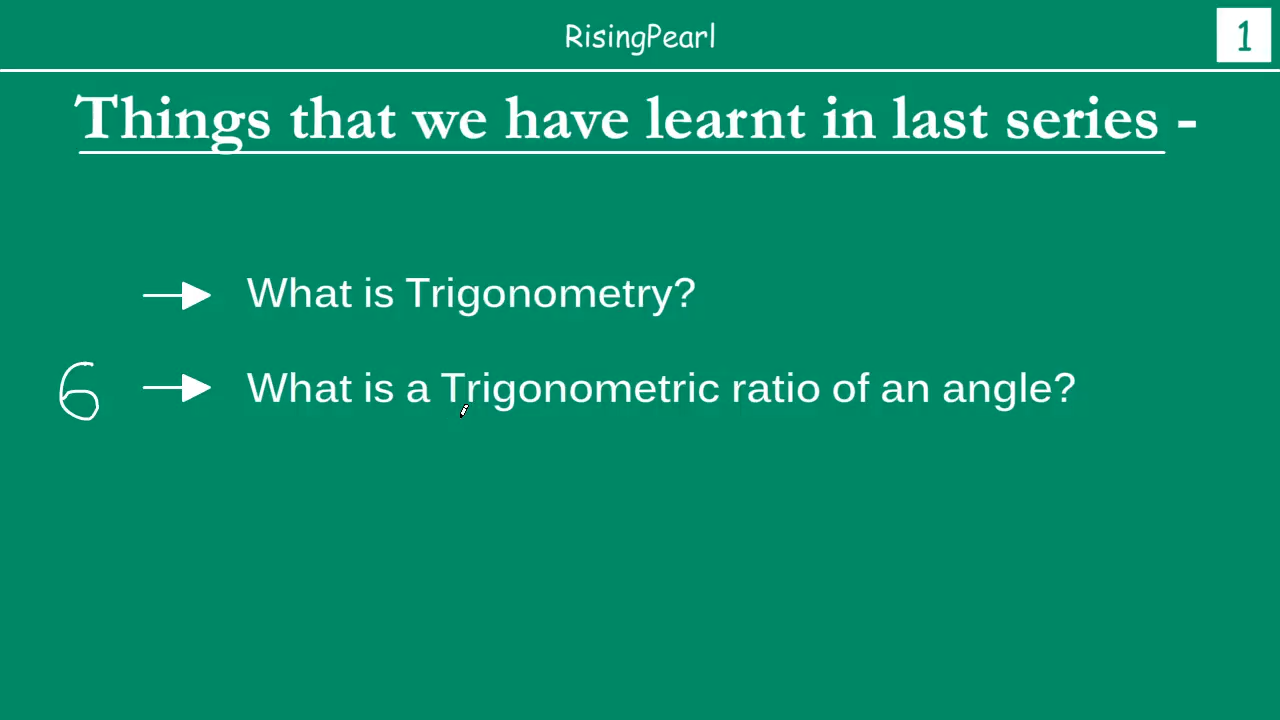 RisingPearl
1
Things that we have learnt in last series -
What is Trigonometry?
6 What is a Trigonometric ratio of an angle?